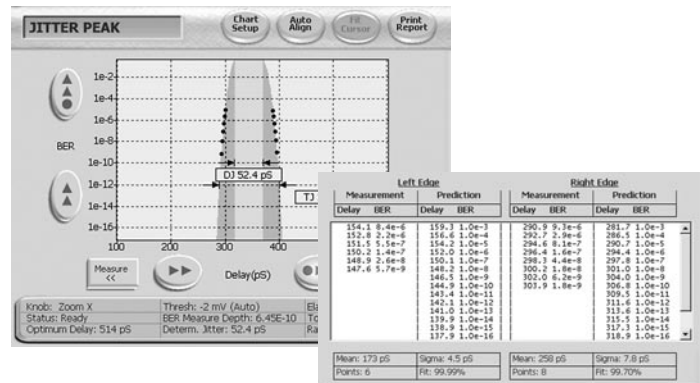 JITTER PEAK
Chart Setup
Auto Align
Fit Cursor
Print Report
1e-2
1e-4
1e-6
BER
1e-8
1e-10
DJ 52.4 pS
1e-12
TJ
1e-14
1e-16
100 200 300 400
Measure <<
Delay(pS)
Knob: Zoom X Thresh: -2 mV (Auto)
Status: Ready BER Measure Depth: 6.45E-10
Optimum Delay: 514 pS Determ. Jitter: 52.4 pS
Left Edge Right Edge
Measurement Prediction Measurement Prediction
Delay BER Delay BER Delay BER Delay BER
154.1 8.4e-6 159.3 1.0e-3 290.9 9.3e-6 281.7 1.0e-3
152.8 2.2e-6 156.6 1.0e-4 292.7 2.9e-6 286.5 1.0e-4
151.5 5.5e-7 154.2 1.0e-5 294.6 8.1e-7 290.7 1.0e-5
150.2 1.4e-7 152.0 1.0e-6 296.4 1.6e-7 294.4 1.0e-6
148.9 2.6e-8 150.1 1.0e-7 298.3 4.4e-8 297.8 1.0e-7
147.6 5.7e-9 148.2 1.0e-8 300.2 1.8e-8 301.0 1.0e-8
146.5 1.0e-9 302.0 6.2e-9 304.0 1.0e-9
144.9 1.0e-10 303.9 1.8e-9 306.8 1.0e-10
143.4 1.0e-11 309.5 1.0e-11
142.1 1.0e-12 311.6 1.0e-12
141.0 1.0e-13 313.6 1.0e-13
139.9 1.0e-14 315.5 1.0e-14
138.9 1.0e-15 317.3 1.0e-15
137.9 1.0e-16 318.9 1.0e-16
Mean: 173 pS Sigma: 4.5 pS Mean: 258 pS Sigma: 7.8 pS
Points: 6 Fit: 99.99% Points: 8 Fit: 99.70%